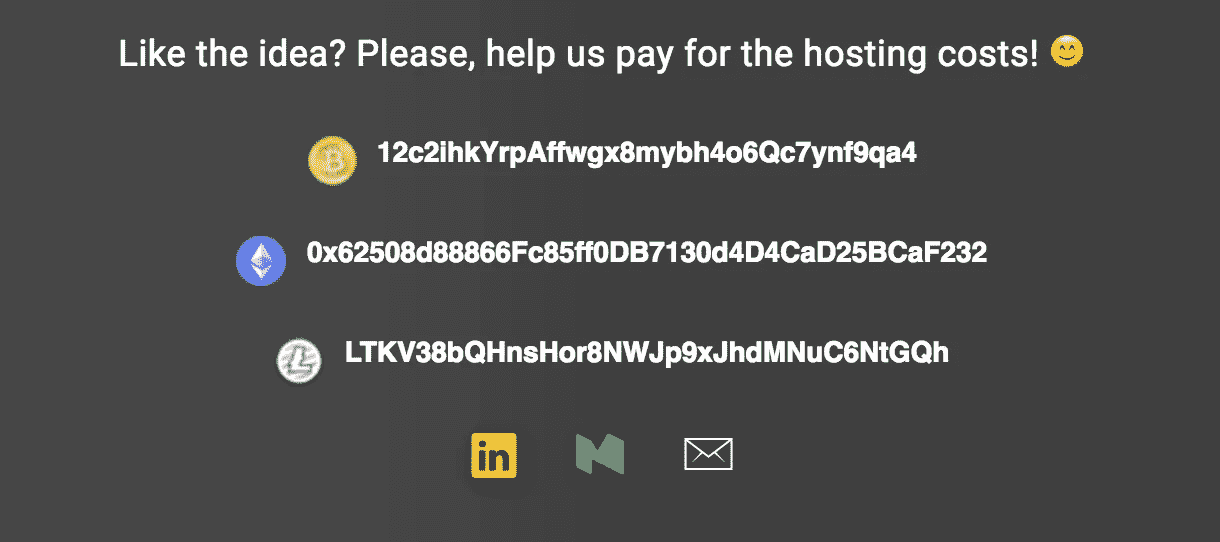 Like the idea? Please, help us pay for the hosting costs! 😊
12c2ihkYrpAffwgx8mybh4o6Qc7ynf9qa4
0x62508d88866Fc85ff0DB7130d4D4CaD25BCaF232
LTKV38bQHnsHor8NWJp9xJhdMNuC6NtGQh
in